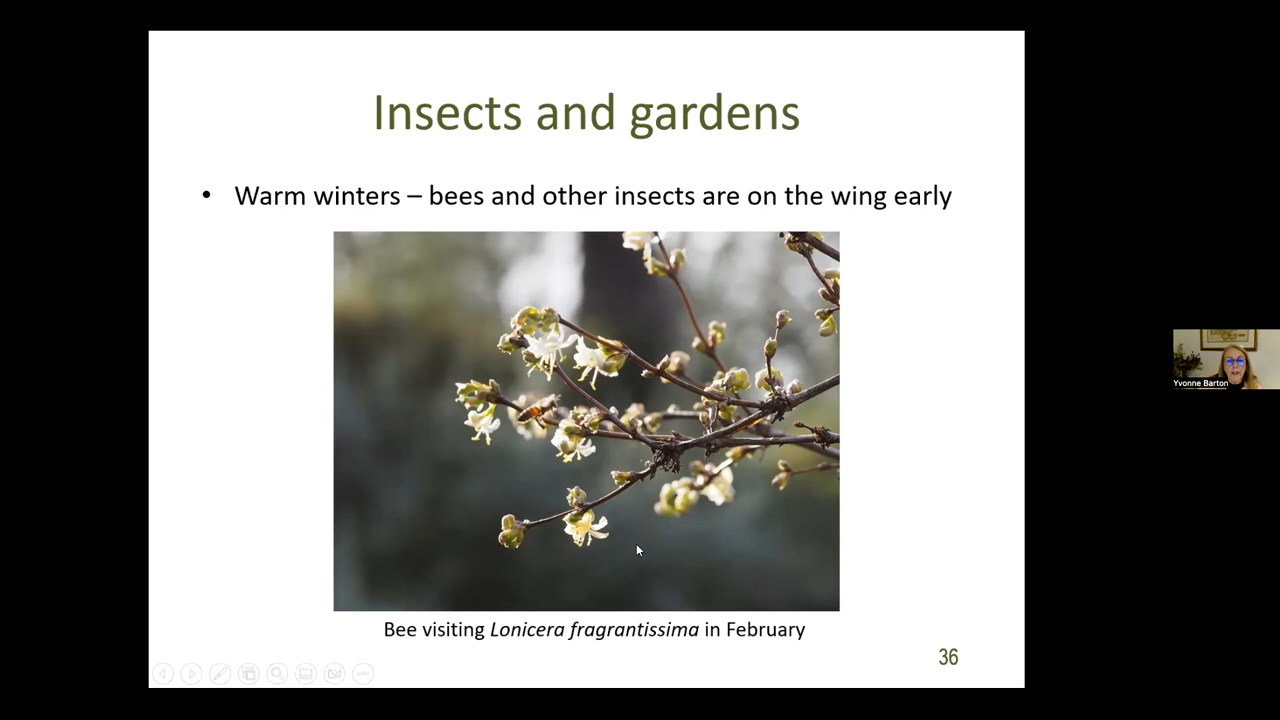 Insects and gardens
• Warm winters – bees and other insects are on the wing early
Bee visiting Lonicera fragrantissima in February
36
Yvonne Barton